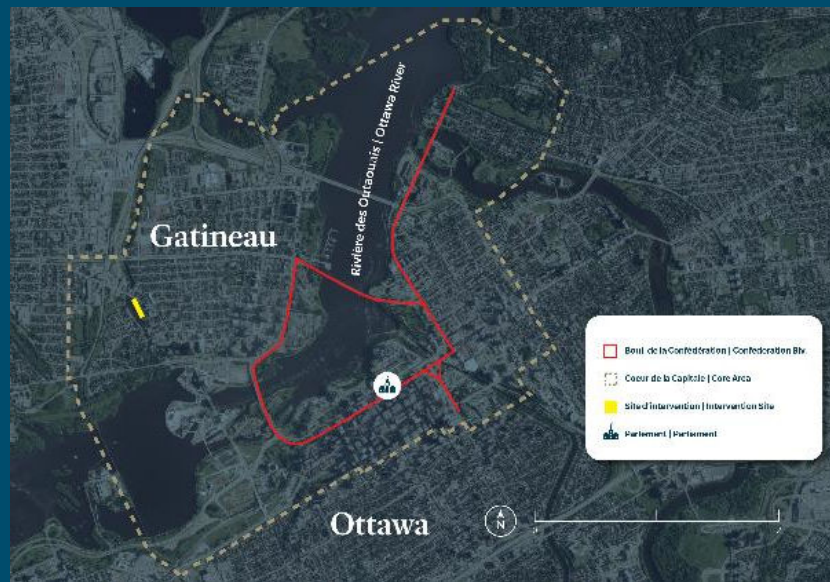 Rivière des Outaouais | Ottawa River
Gatineau
Boul. de la Confédération | Confederation Blv.
Coeur de la Capitale | Core Area
Site d'intervention | Intervention Site
Parlement | Parlement
Ottawa
N